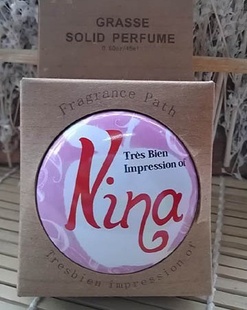 GRASSE
SOLID PERFUME
Fragrance Path
Très Bien
Impression of
Nina
Tresbien impression of